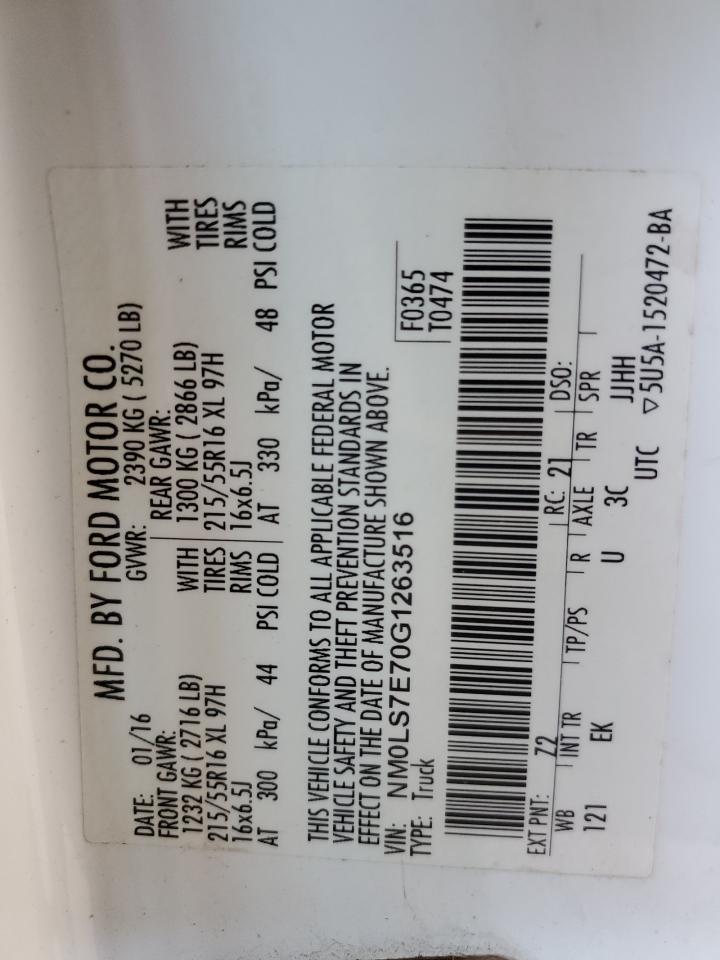 MFD. BY FORD MOTOR CO.
DATE: 01/16 GVWR: 2390 KG ( 5270 LB)
FRONT GAWR: REAR GAWR:
1232 KG ( 2716 LB) WITH 1300 KG ( 2866 LB) WITH
215/55R16 XL 97H TIRES 215/55R16 XL 97H TIRES
16x6.5J RIMS 16x6.5J RIMS
AT 300 kPa/ 44 PSI COLD AT 330 kPa/ 48 PSI COLD
THIS VEHICLE CONFORMS TO ALL APPLICABLE FEDERAL MOTOR
VEHICLE SAFETY AND THEFT PREVENTION STANDARDS IN
EFFECT ON THE DATE OF MANUFACTURE SHOWN ABOVE.
VIN: NM0LS7E70G1263516 F0365
TYPE: Truck T0474
EXT PNT: Z2 RC: 21 DSO:
WB INT TR TP/PS R AXLE TR SPR
121 EK U 3C JJHH
UTC ▽5U5A-1520472-BA